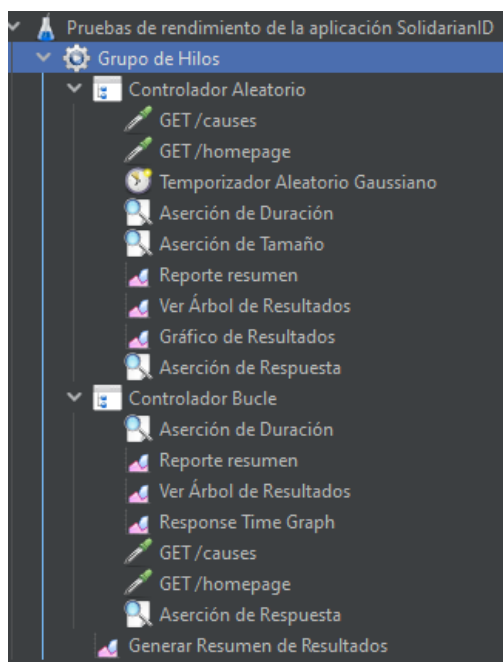 Pruebas de rendimiento de la aplicación SolidarianID
Grupo de Hilos
Controlador Aleatorio
GET /causes
GET /homepage
Temporizador Aleatorio Gaussiano
Aserción de Duración
Aserción de Tamaño
Reporte resumen
Ver Árbol de Resultados
Gráfico de Resultados
Aserción de Respuesta
Controlador Bucle
Aserción de Duración
Reporte resumen
Ver Árbol de Resultados
Response Time Graph
GET /causes
GET /homepage
Aserción de Respuesta
Generar Resumen de Resultados